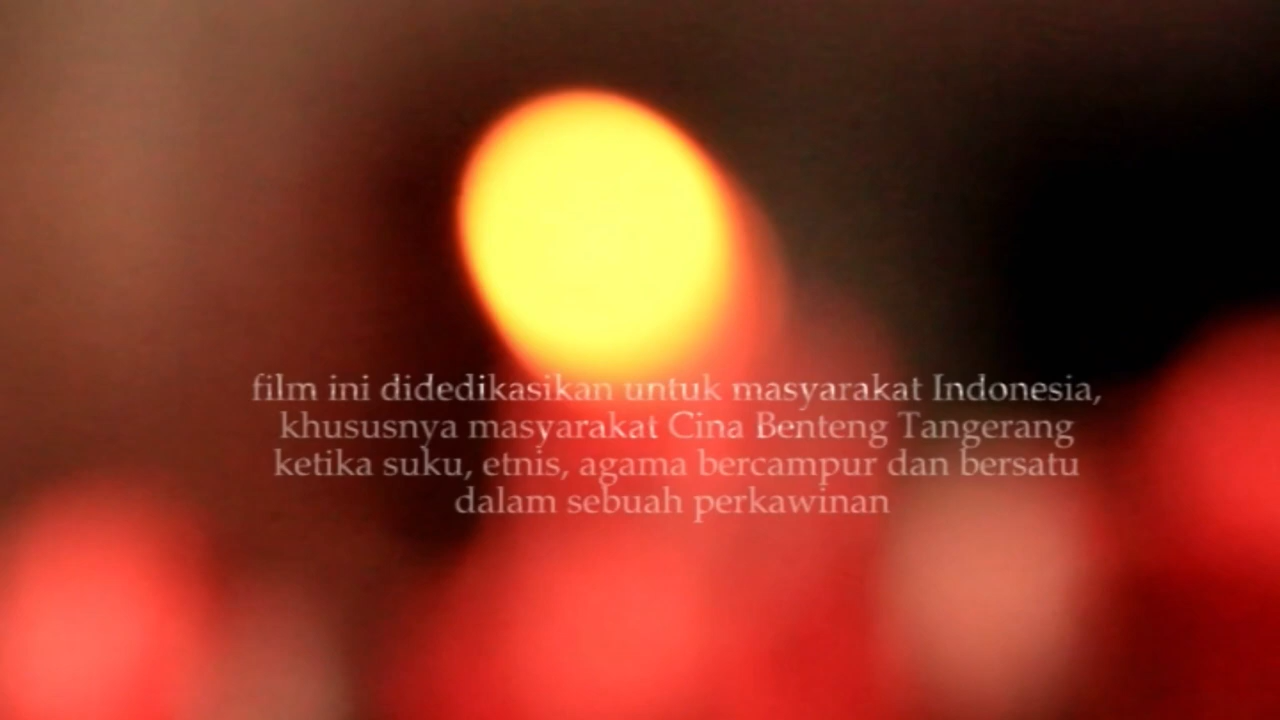 film ini didedikasikan untuk masyarakat Indonesia,
khususnya masyarakat Cina Benteng Tangerang
ketika suku, etnis, agama bercampur dan bersatu
dalam sebuah perkawinan